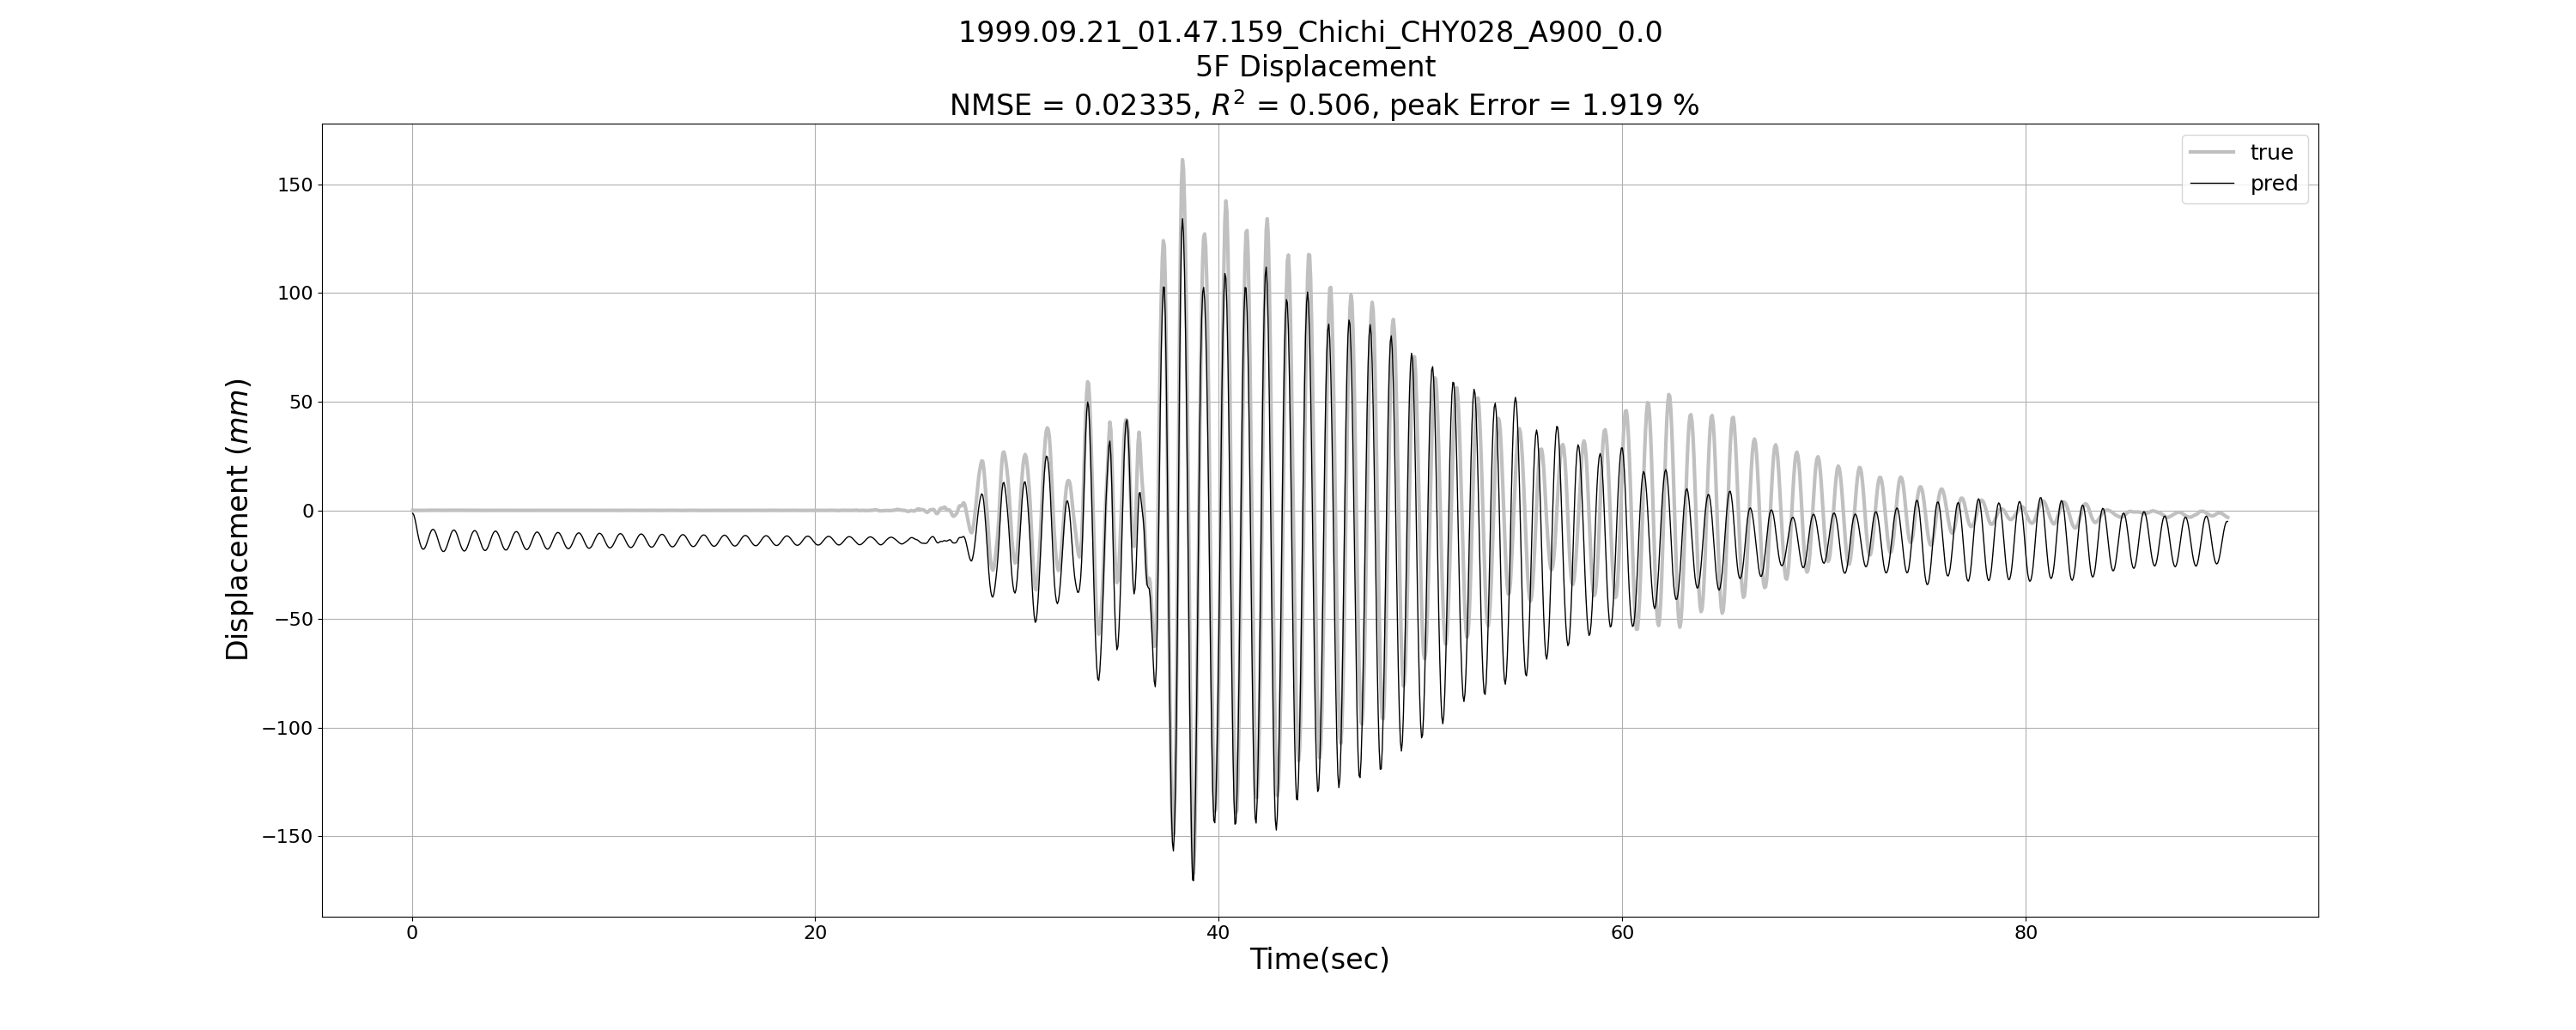 1999.09.21_01.47.159_Chichi_CHY028_A900_0.0
5F Displacement
NMSE = 0.02335, R² = 0.506, peak Error = 1.919 %
true
pred
150
100
50
0
−50
−100
−150
Displacement (mm)
0
20
40
60
80
Time(sec)